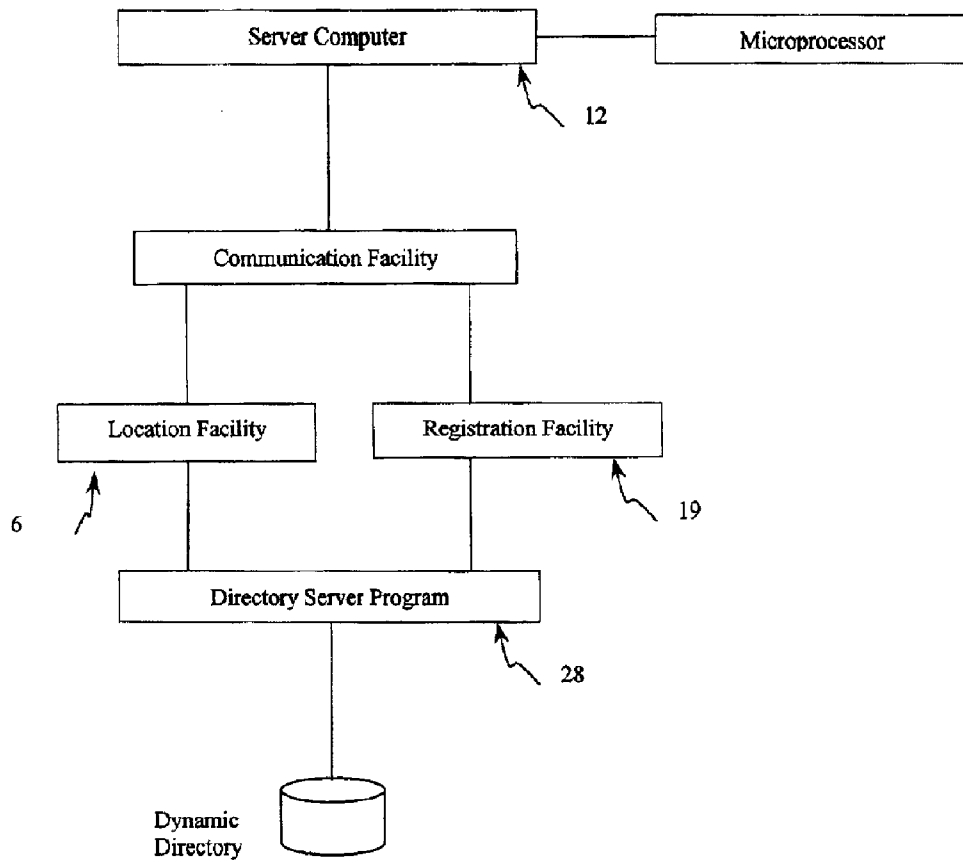 Server Computer
Microprocessor
12
Communication Facility
Location Facility
Registration Facility
6
19
Directory Server Program
28
Dynamic
Directory